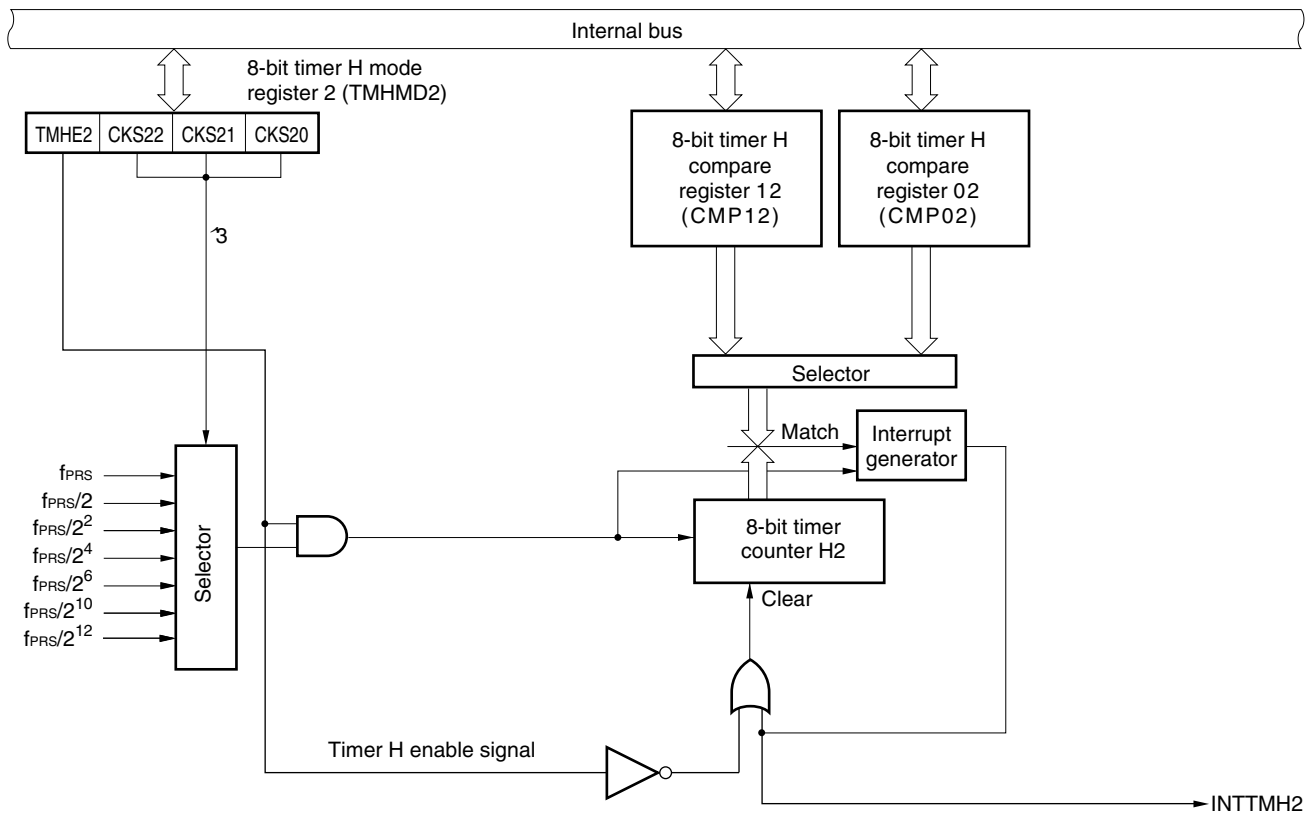 Internal bus
8-bit timer H mode
register 2 (TMHMD2)
TMHE2 CKS22 CKS21 CKS20
8-bit timer H
compare
register 12
(CMP12)
8-bit timer H
compare
register 02
(CMP02)
3
Selector
Match
Interrupt
generator
fPRS
fPRS/2
fPRS/2²
fPRS/2⁴
fPRS/2⁶
fPRS/2¹⁰
fPRS/2¹²
Selector
8-bit timer
counter H2
Clear
Timer H enable signal
INTTMH2